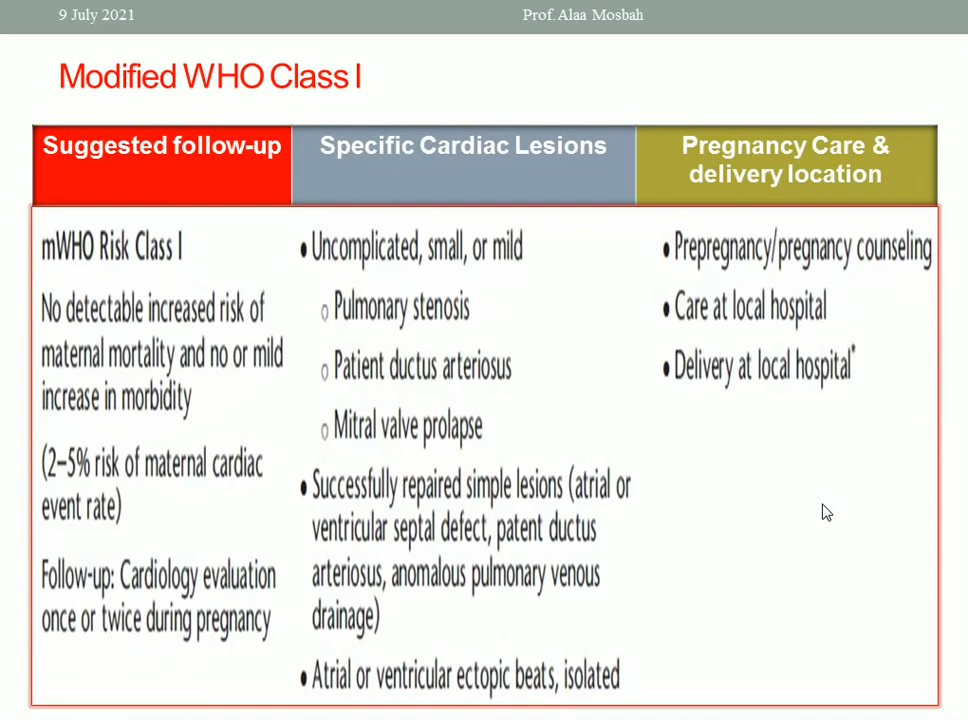 9 July 2021
Prof. Alaa Mosbah
Modified WHO Class I
Suggested follow-up
mWHO Risk Class I
No detectable increased risk of
maternal mortality and no or mild
increase in morbidity
(2–5% risk of maternal cardiac
event rate)
Follow-up: Cardiology evaluation
once or twice during pregnancy
Specific Cardiac Lesions
• Uncomplicated, small, or mild
o Pulmonary stenosis
o Patient ductus arteriosus
o Mitral valve prolapse
• Successfully repaired simple lesions (atrial or
ventricular septal defect, patent ductus
arteriosus, anomalous pulmonary venous
drainage)
• Atrial or ventricular ectopic beats, isolated
Pregnancy Care &
delivery location
• Prepregnancy/pregnancy counseling
• Care at local hospital
• Delivery at local hospital*